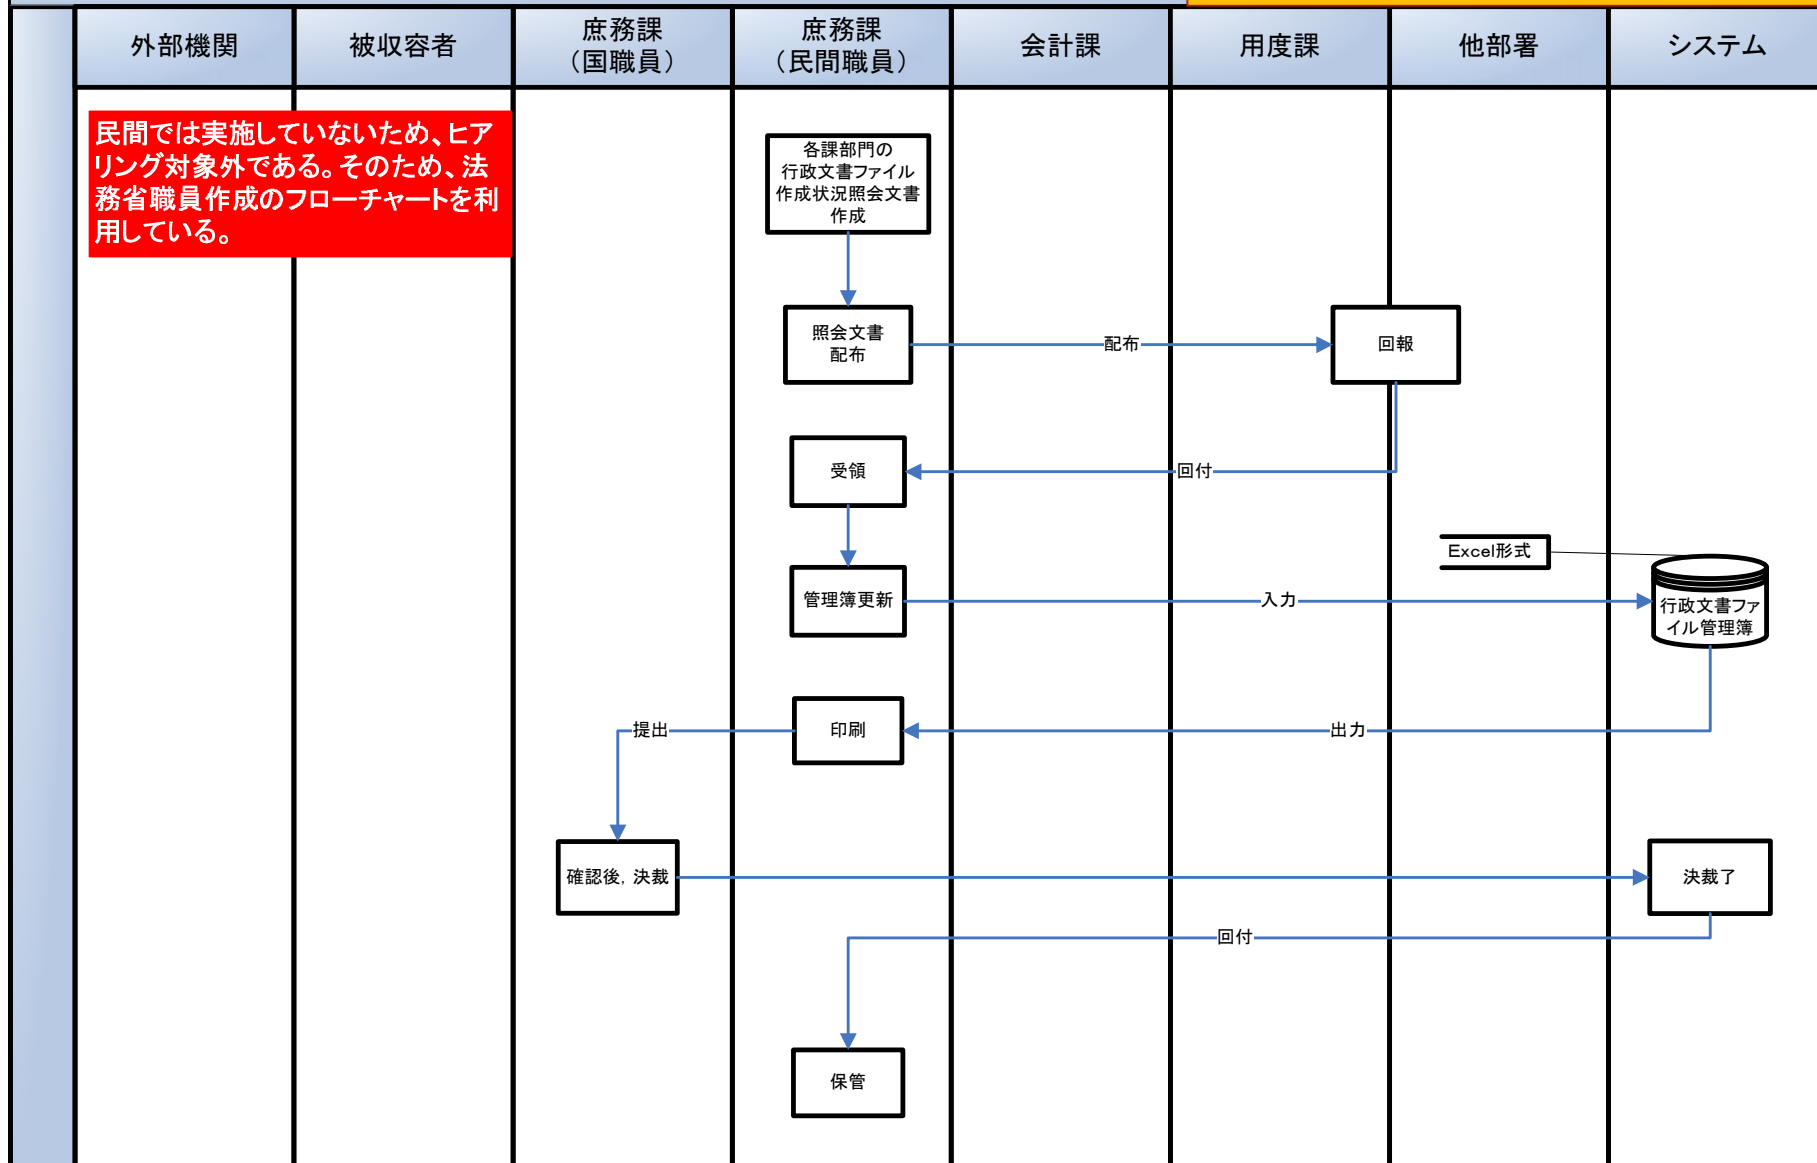 外部機関
被収容者
庶務課
（国職員）
庶務課
（民間職員）
会計課
用度課
他部署
システム
民間では実施していないため、ヒア
リング対象外である。そのため、法
務省職員作成のフローチャートを利
用している。
各課部門の
行政文書ファイル
作成状況照会文書
作成
照会文書
配布
配布
回報
受領
回付
Excel形式
管理簿更新
入力
行政文書ファ
イル管理簿
提出
印刷
出力
確認後，決裁
決裁了
回付
保管